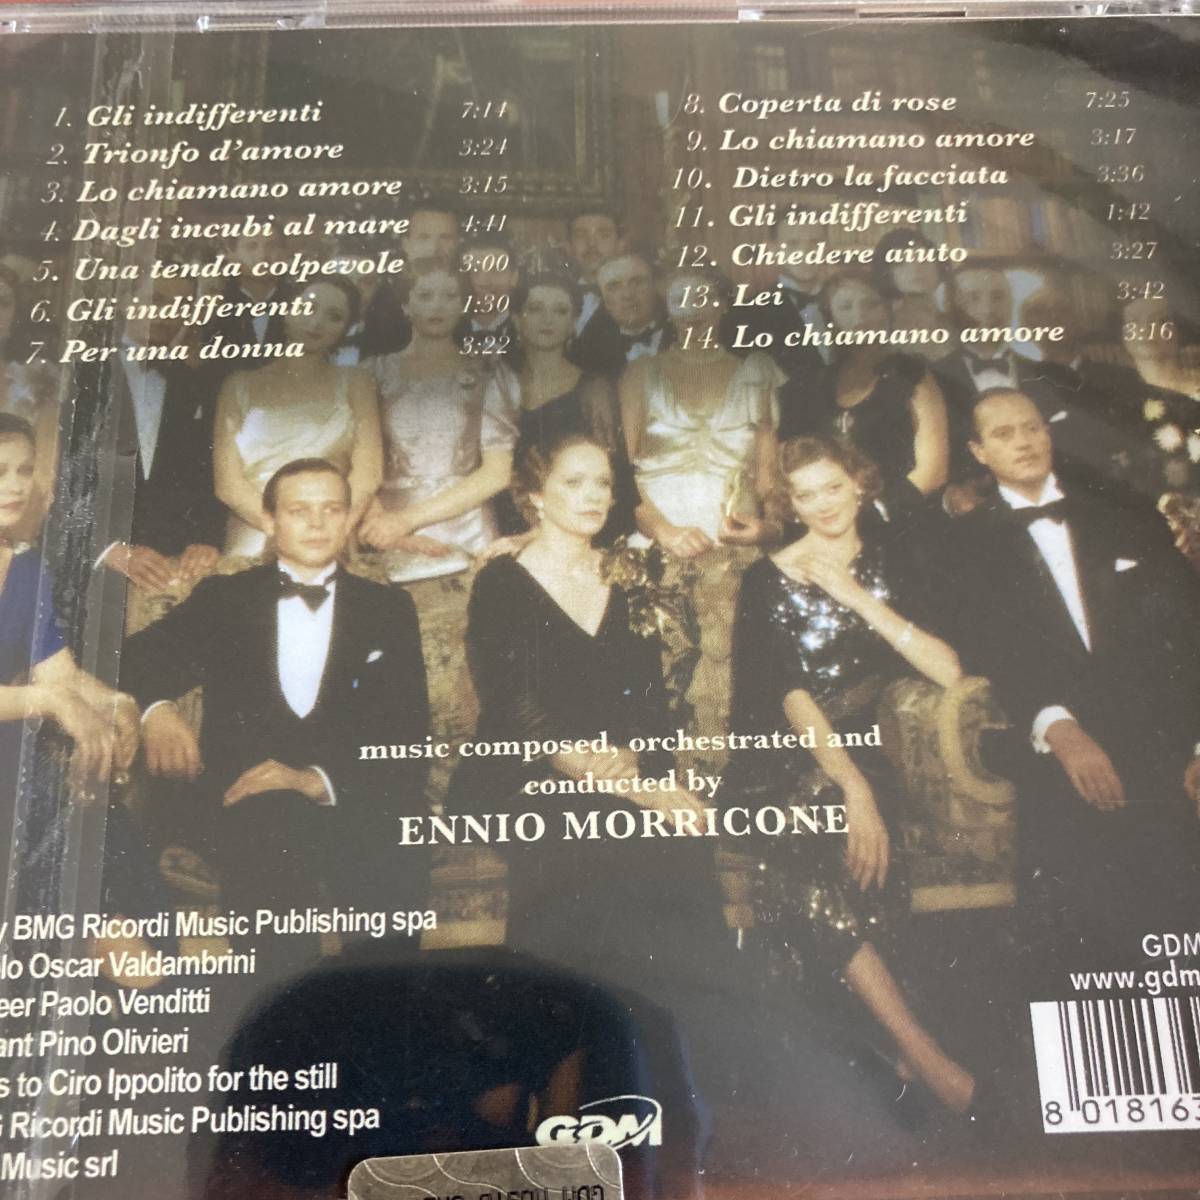 1. Gli indifferenti 7:14
2. Trionfo d'amore 3:24
3. Lo chiamano amore 3:15
4. Dagli incubi al mare 4:41
5. Una tenda colpevole 3:00
6. Gli indifferenti 1:30
7. Per una donna 3:22
8. Coperta di rose 7:25
9. Lo chiamano amore 3:17
10. Dietro la facciata 3:36
11. Gli indifferenti 1:42
12. Chiedere aiuto 3:27
13. Lei 3:42
14. Lo chiamano amore 3:16
music composed, orchestrated and
conducted by
ENNIO MORRICONE
BMG Ricordi Music Publishing spa
Oscar Valdambrini
Paolo Venditti
Pino Olivieri
to Ciro Ippolito for the still
Ricordi Music Publishing spa
Music srl
GDM
www.gdm
8 018163
GDM